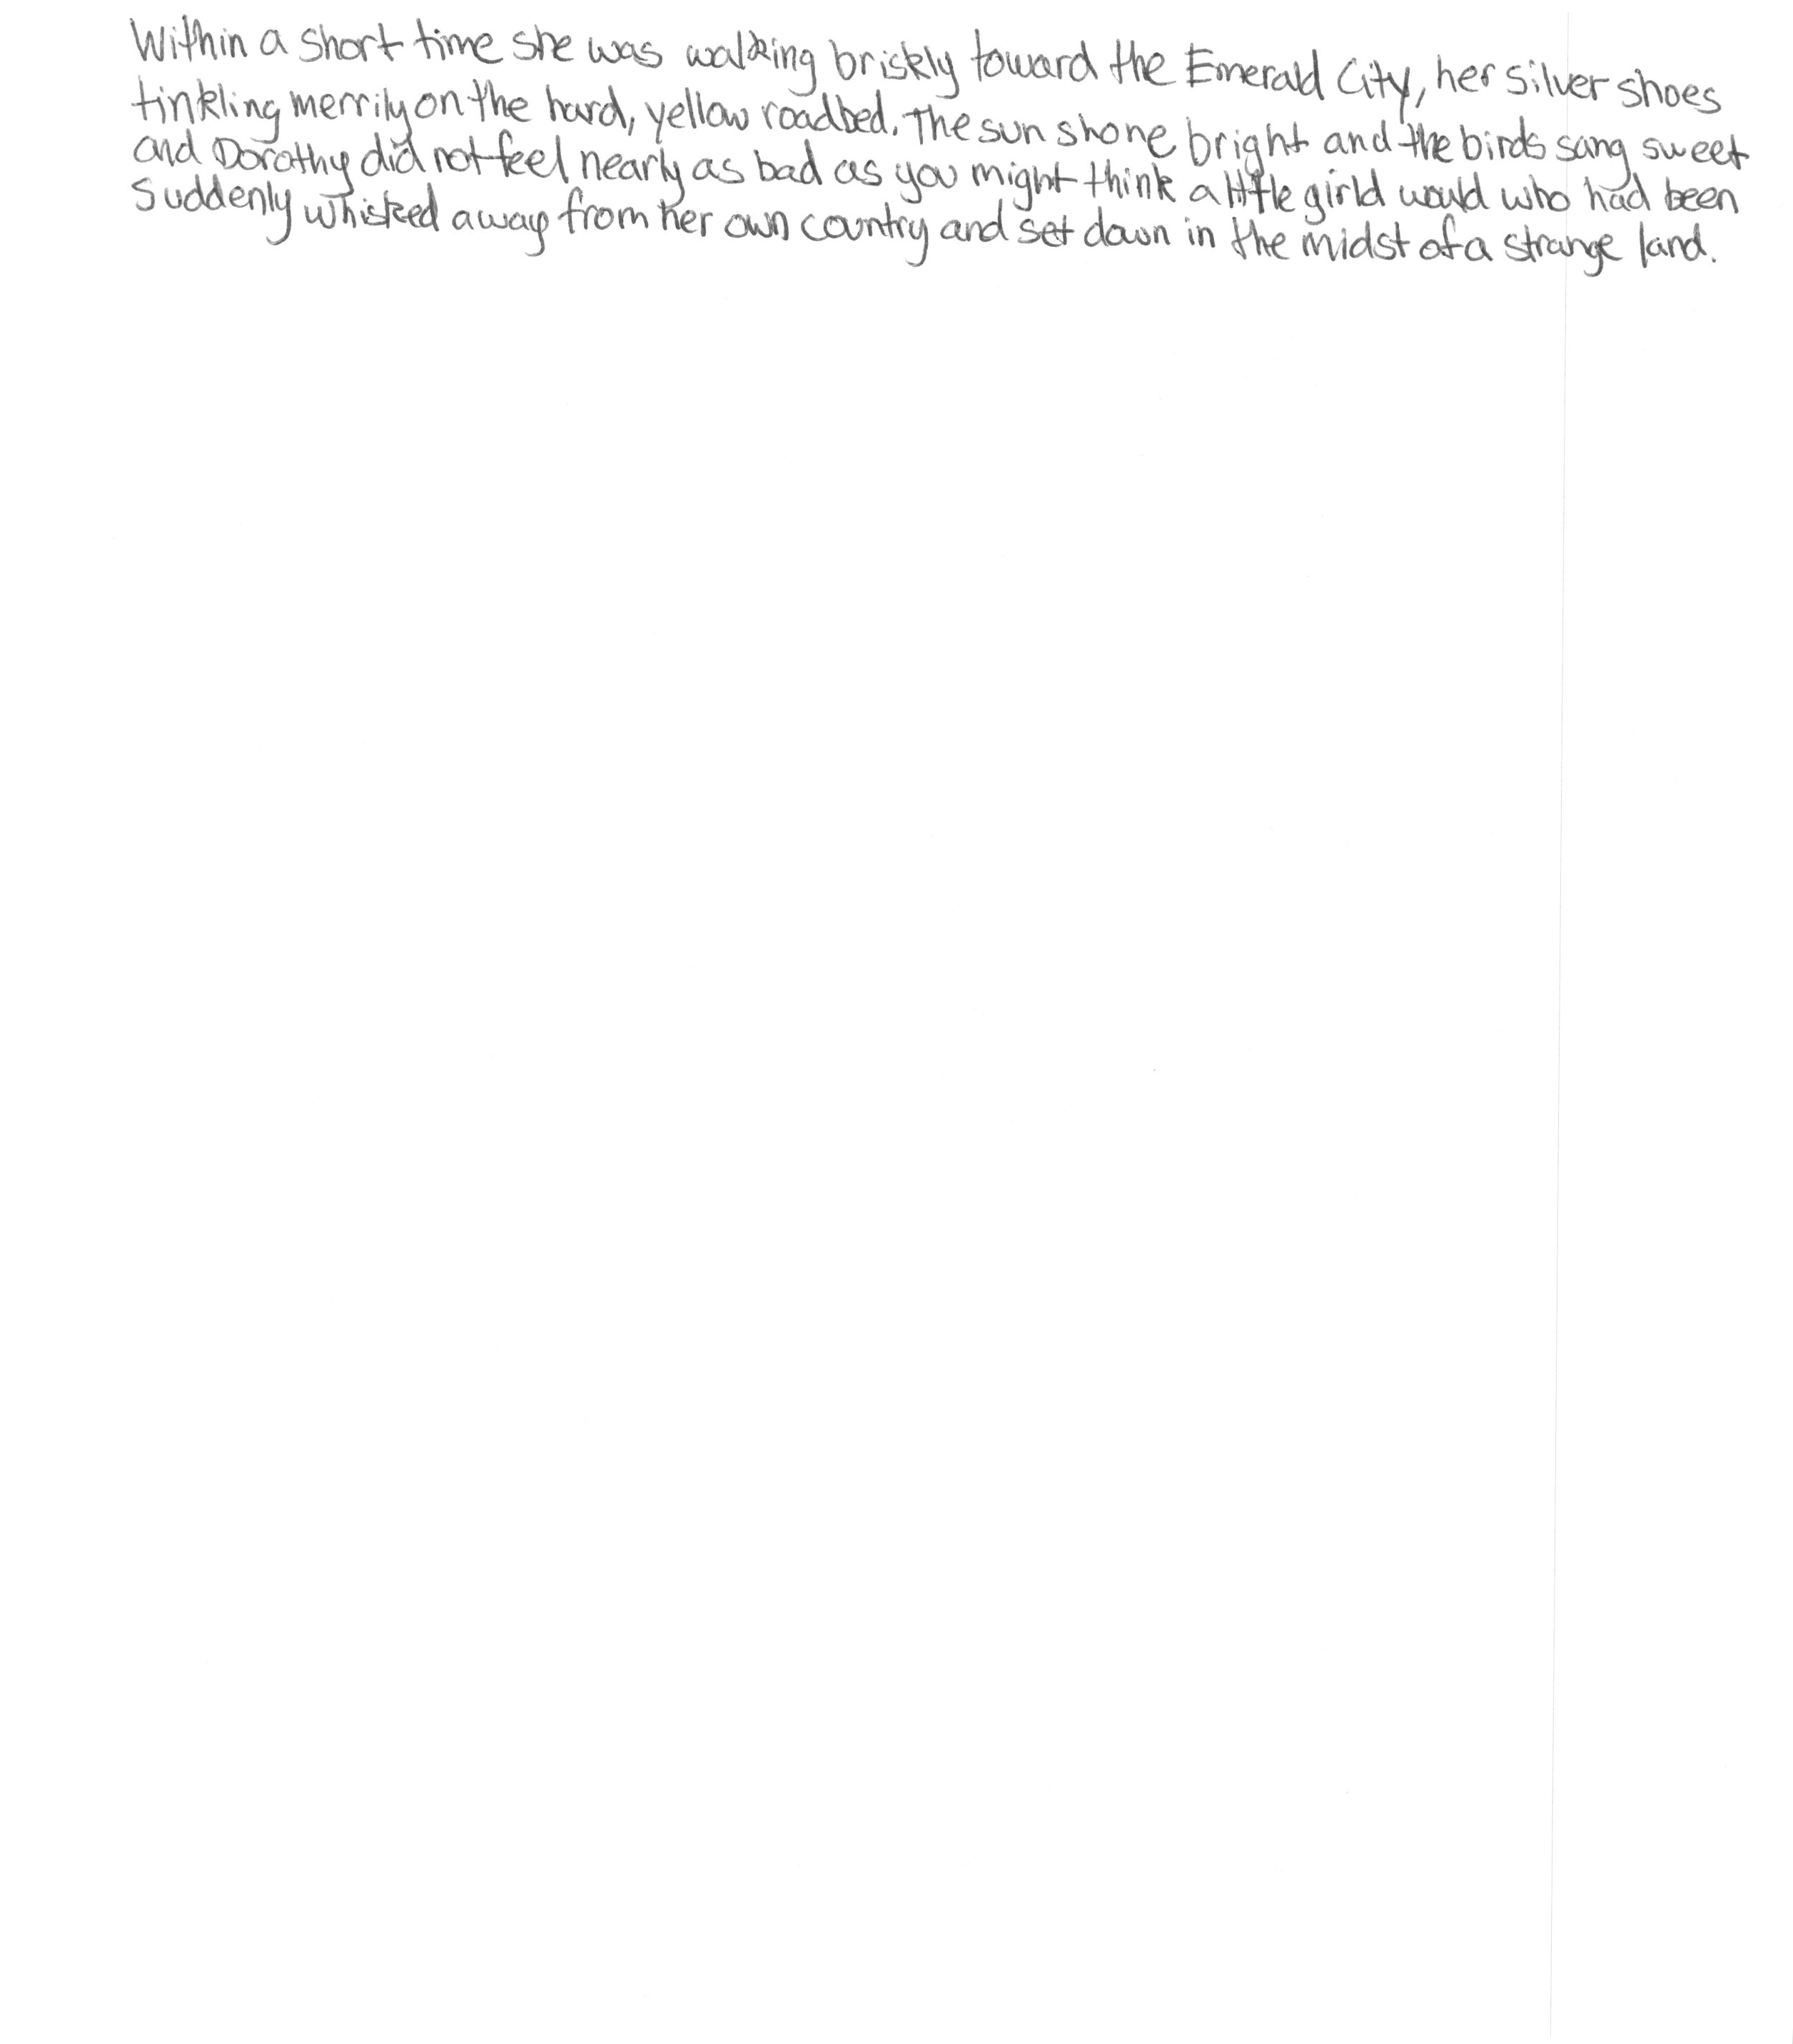 Within a short time she was walking briskly toward the Emerald City, her silver shoes
tinkling merrily on the hard, yellow roadbed. The sun shone bright and the birds sang sweet
and Dorothy did not feel nearly as bad as you might think a little girld would who had been
suddenly whisked away from her own country and set down in the midst of a strange land.